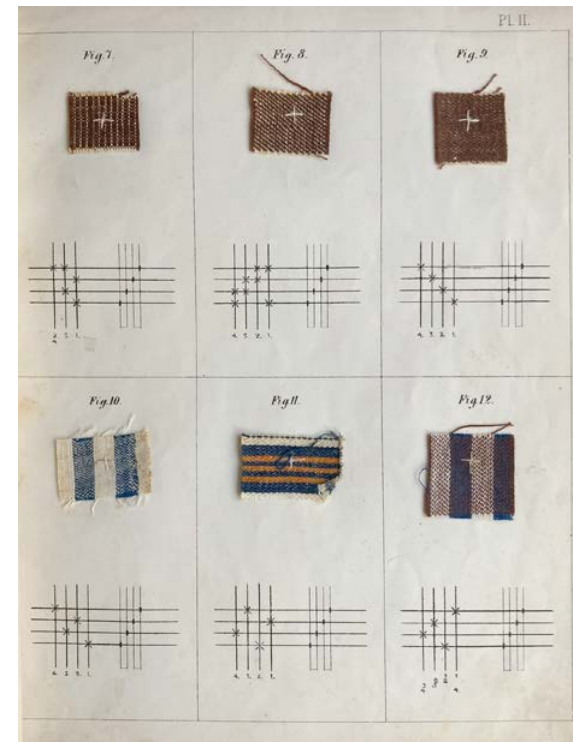 Pl. II.
Fig. 7.
Fig. 8.
Fig. 9.
2. 3. 1.
4
4. 3. 2. 1.
4. 3. 2. 1.
Fig. 10.
Fig. 11.
Fig. 12.
4. 3. 2. 1.